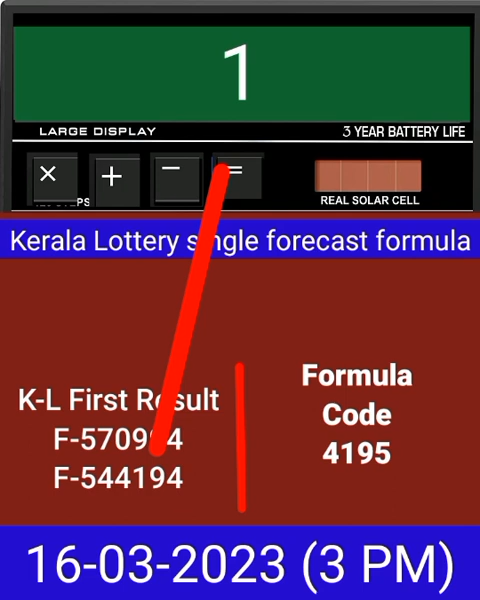 1
LARGE DISPLAY
3 YEAR BATTERY LIFE
× + − =
REAL SOLAR CELL
Kerala Lottery single forecast formula
K-L First Result
F-544194
Formula
Code
4195
16-03-2023 (3 PM)